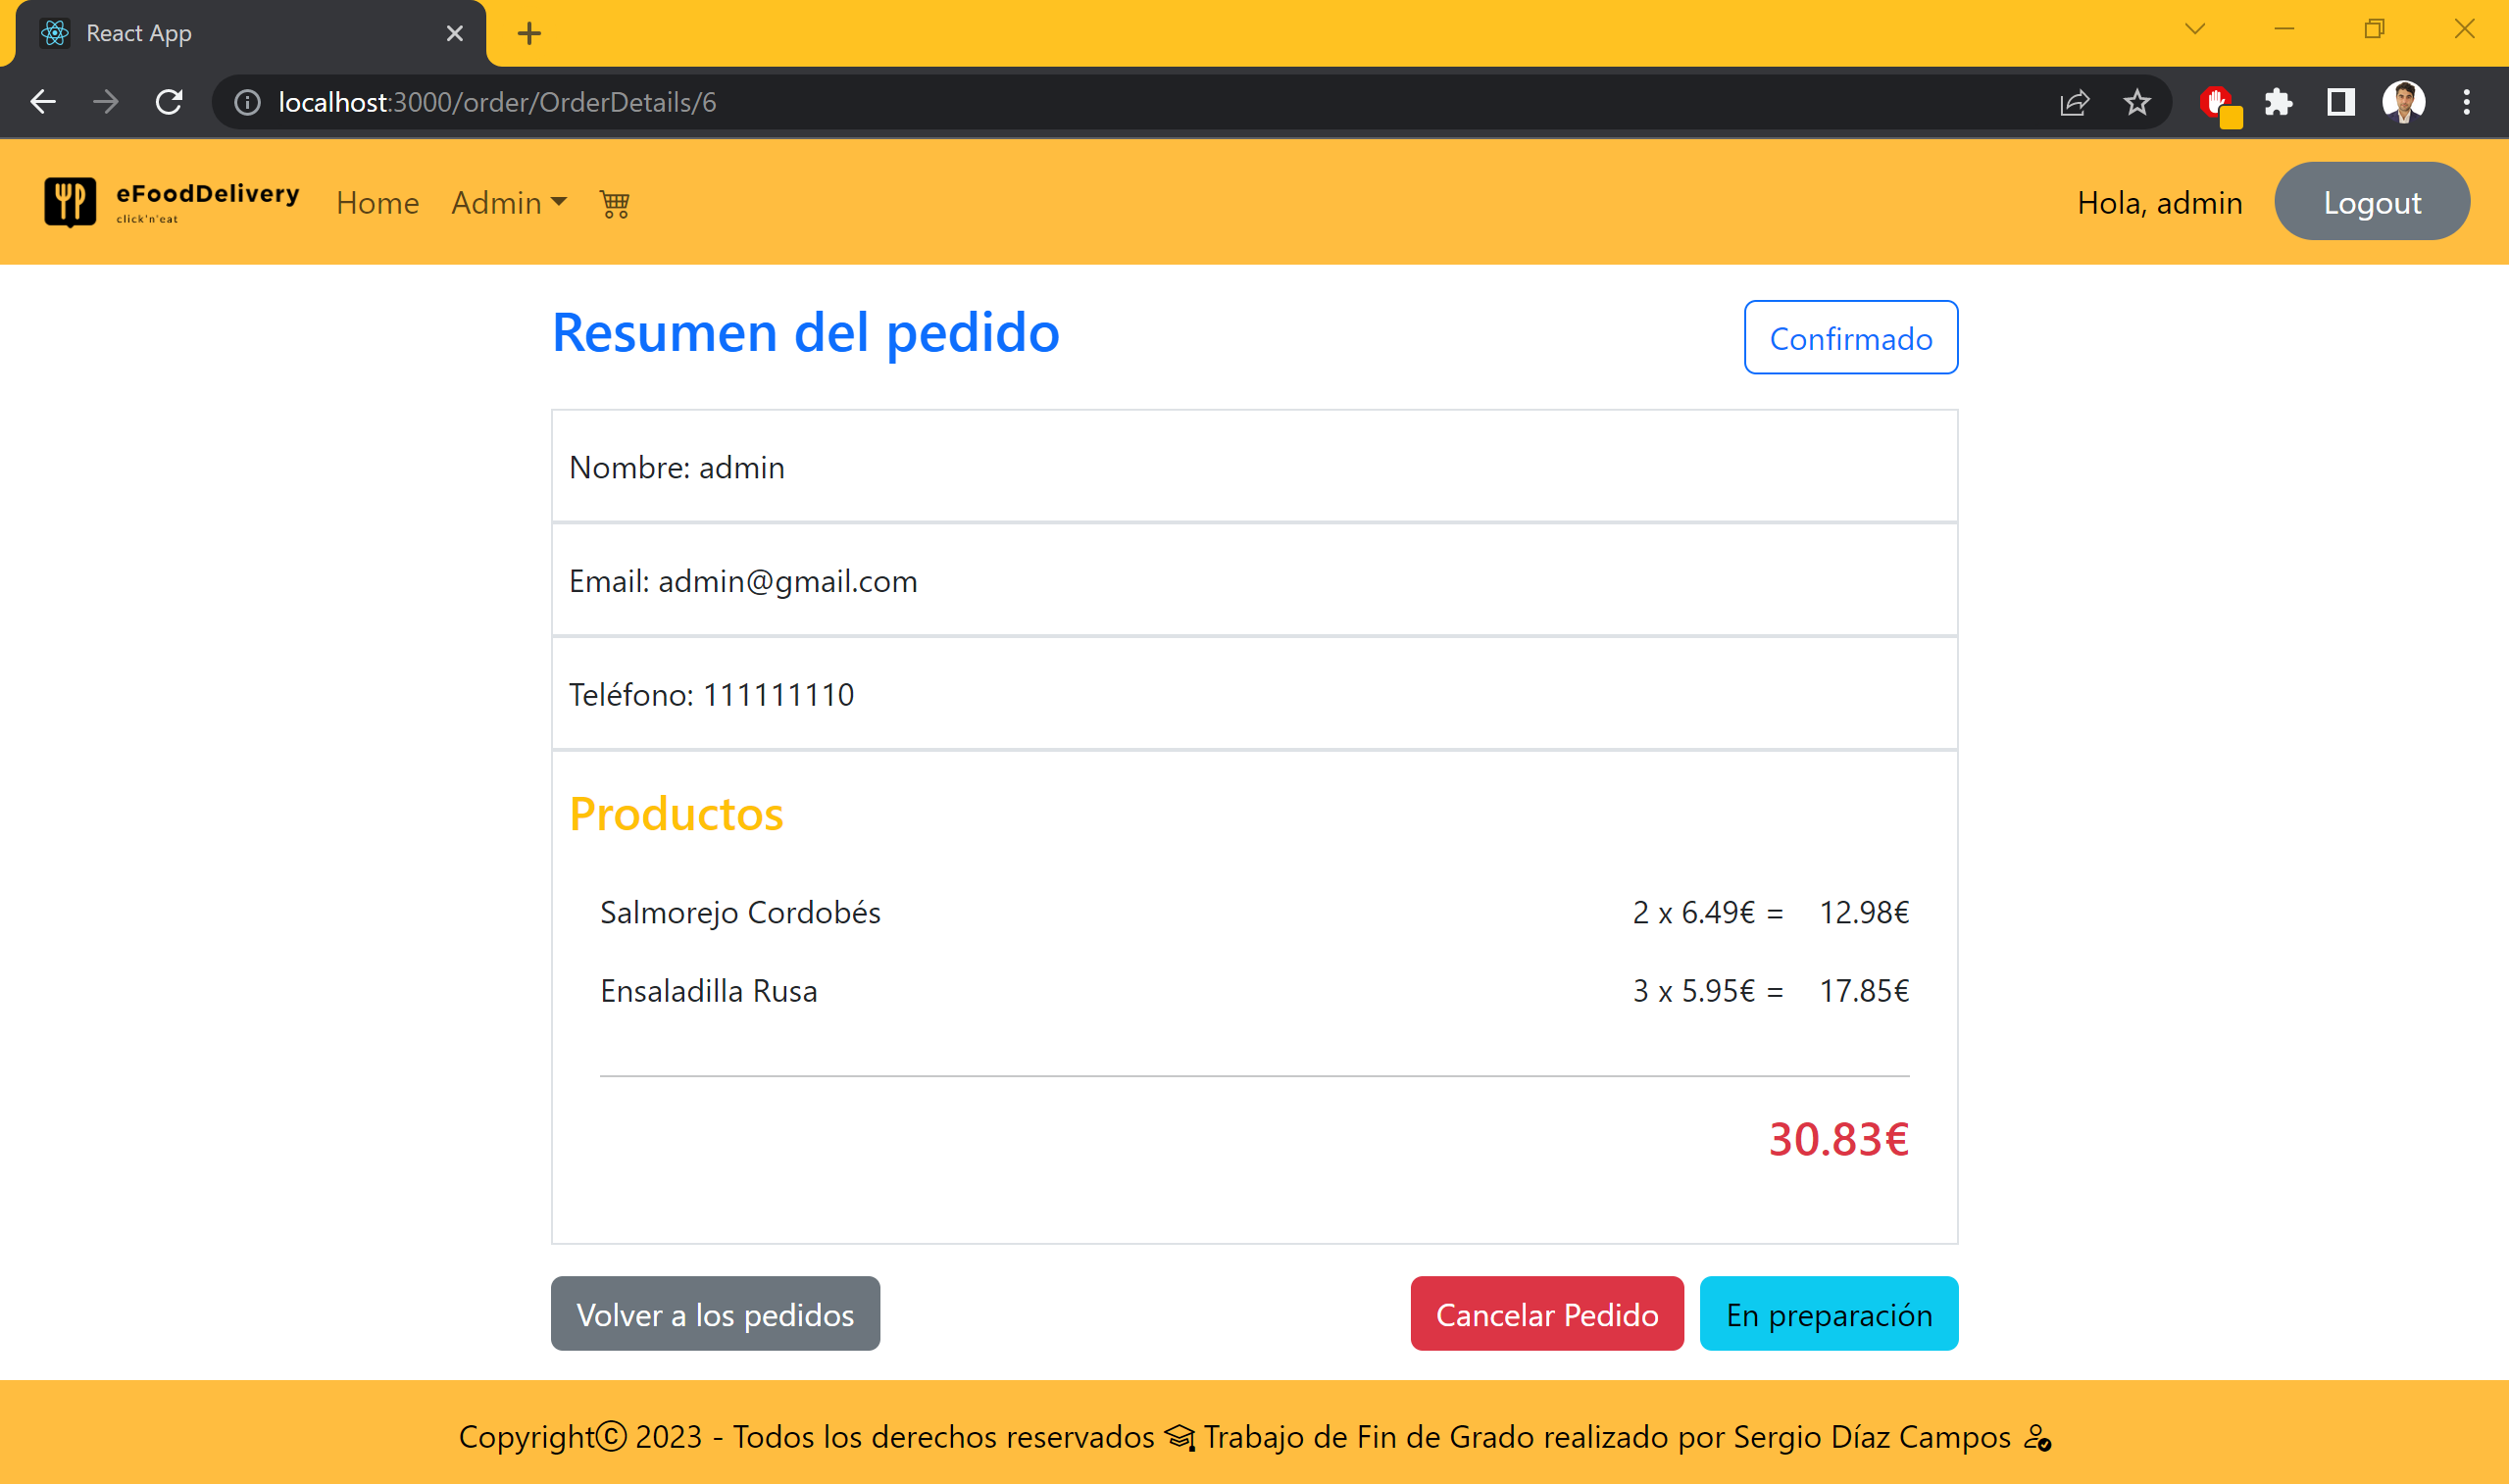 React App
localhost:3000/order/OrderDetails/6
eFoodDelivery
click'n'eat
Home Admin
Hola, admin Logout
Resumen del pedido
Confirmado
Nombre: admin
Email: admin@gmail.com
Teléfono: 111111110
Productos
Salmorejo Cordobés 2 x 6.49€ = 12.98€
Ensaladilla Rusa 3 x 5.95€ = 17.85€
30.83€
Volver a los pedidos Cancelar Pedido En preparación
Copyright© 2023 - Todos los derechos reservados Trabajo de Fin de Grado realizado por Sergio Díaz Campos